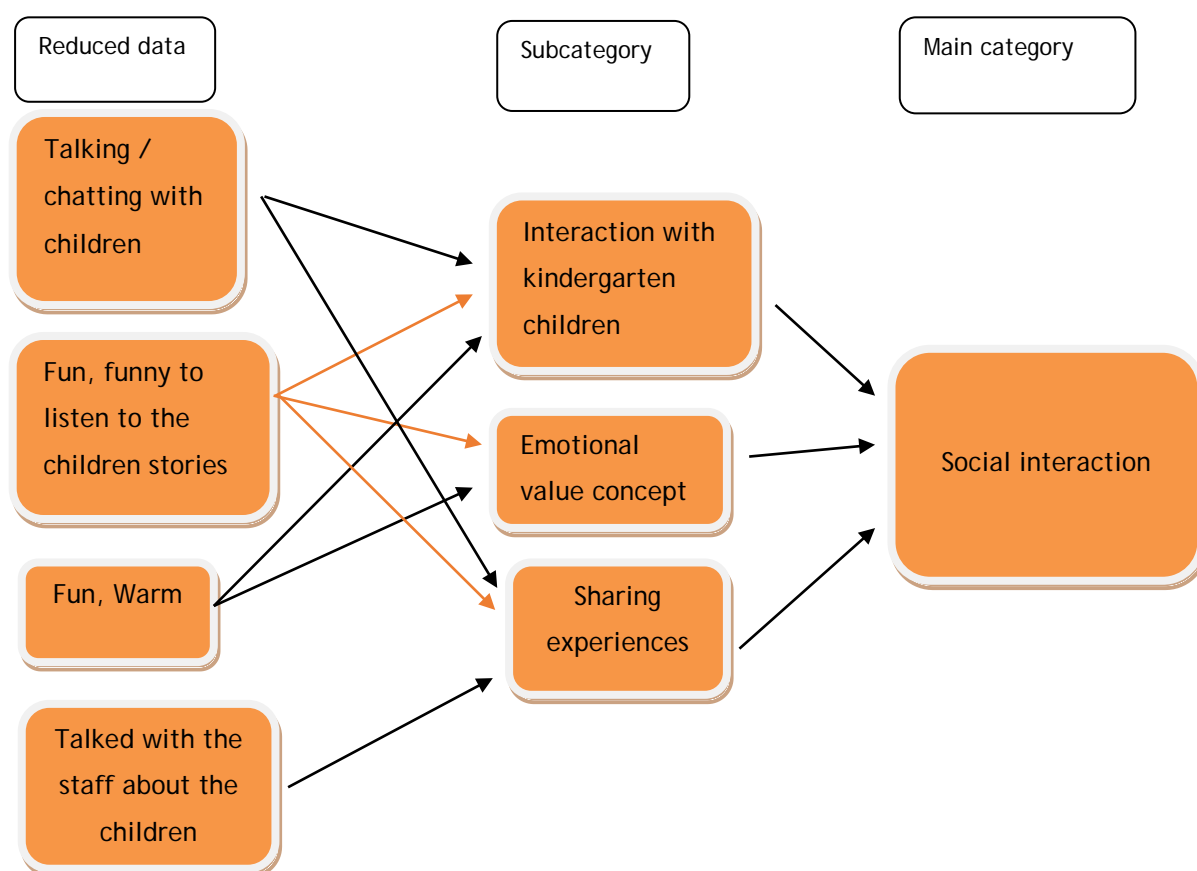 Reduced data
Subcategory
Main category
Talking /
chatting with
children
Fun, funny to
listen to the
children stories
Fun, Warm
Talked with the
staff about the
children
Interaction with
kindergarten
children
Emotional
value concept
Sharing
experiences
Social interaction